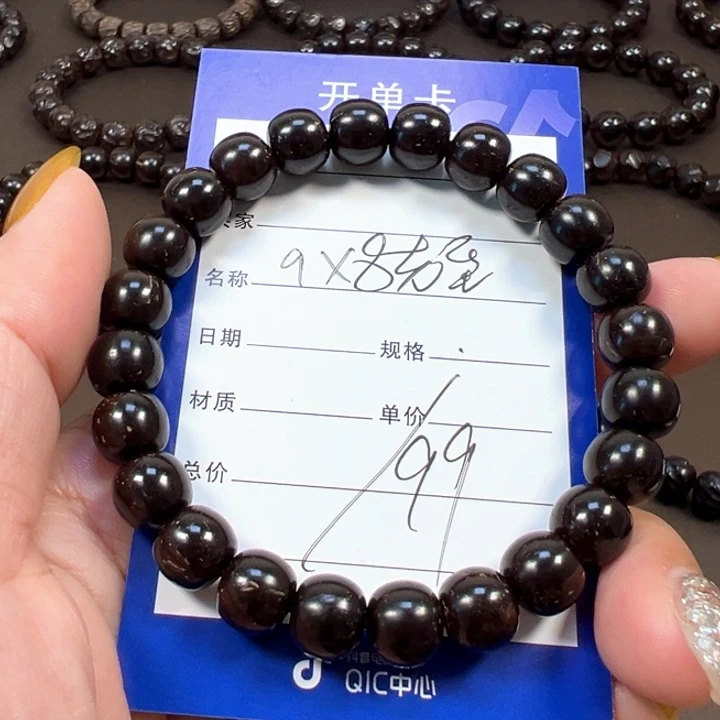 开单卡
家
名称 9X8
日期 规格
材质 单价
总价 199
QIC中心